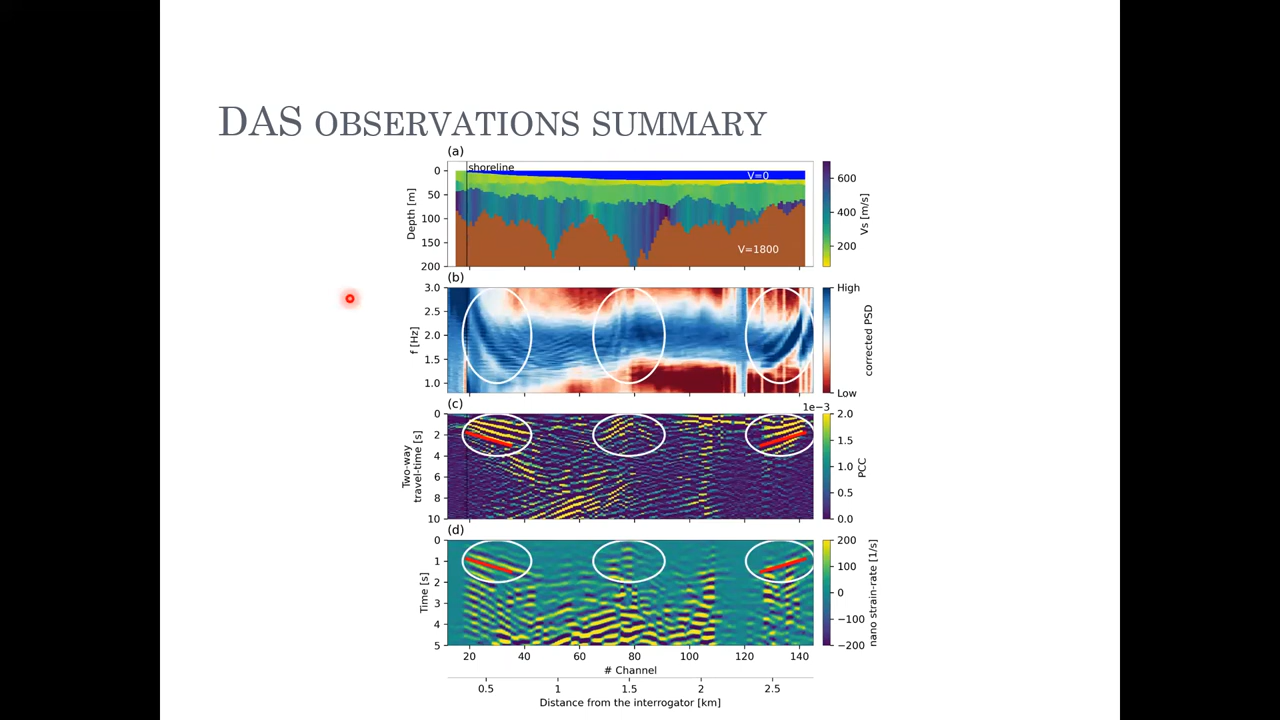 DAS OBSERVATIONS SUMMARY
(a)
shoreline
V=0
V=1800
0
50
100
150
200
Depth [m]
600
400
200
Vs [m/s]
(b)
3.0
2.5
2.0
1.5
1.0
f [Hz]
High
Low
corrected PSD
(c)
0
2
4
6
8
10
Two-way
travel-time [s]
1e−3
2.0
1.5
1.0
0.5
0.0
PCC
(d)
0
1
2
3
4
5
Time [s]
200
100
0
−100
−200
nano strain-rate [1/s]
20 40 60 80 100 120 140
# Channel
0.5 1 1.5 2 2.5
Distance from the interrogator [km]